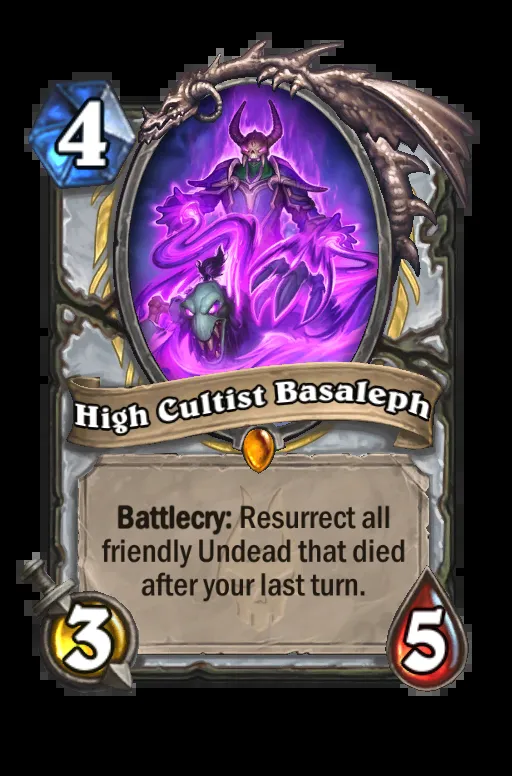 4
High Cultist Basaleph
Battlecry: Resurrect all
friendly Undead that died
after your last turn.
3
5